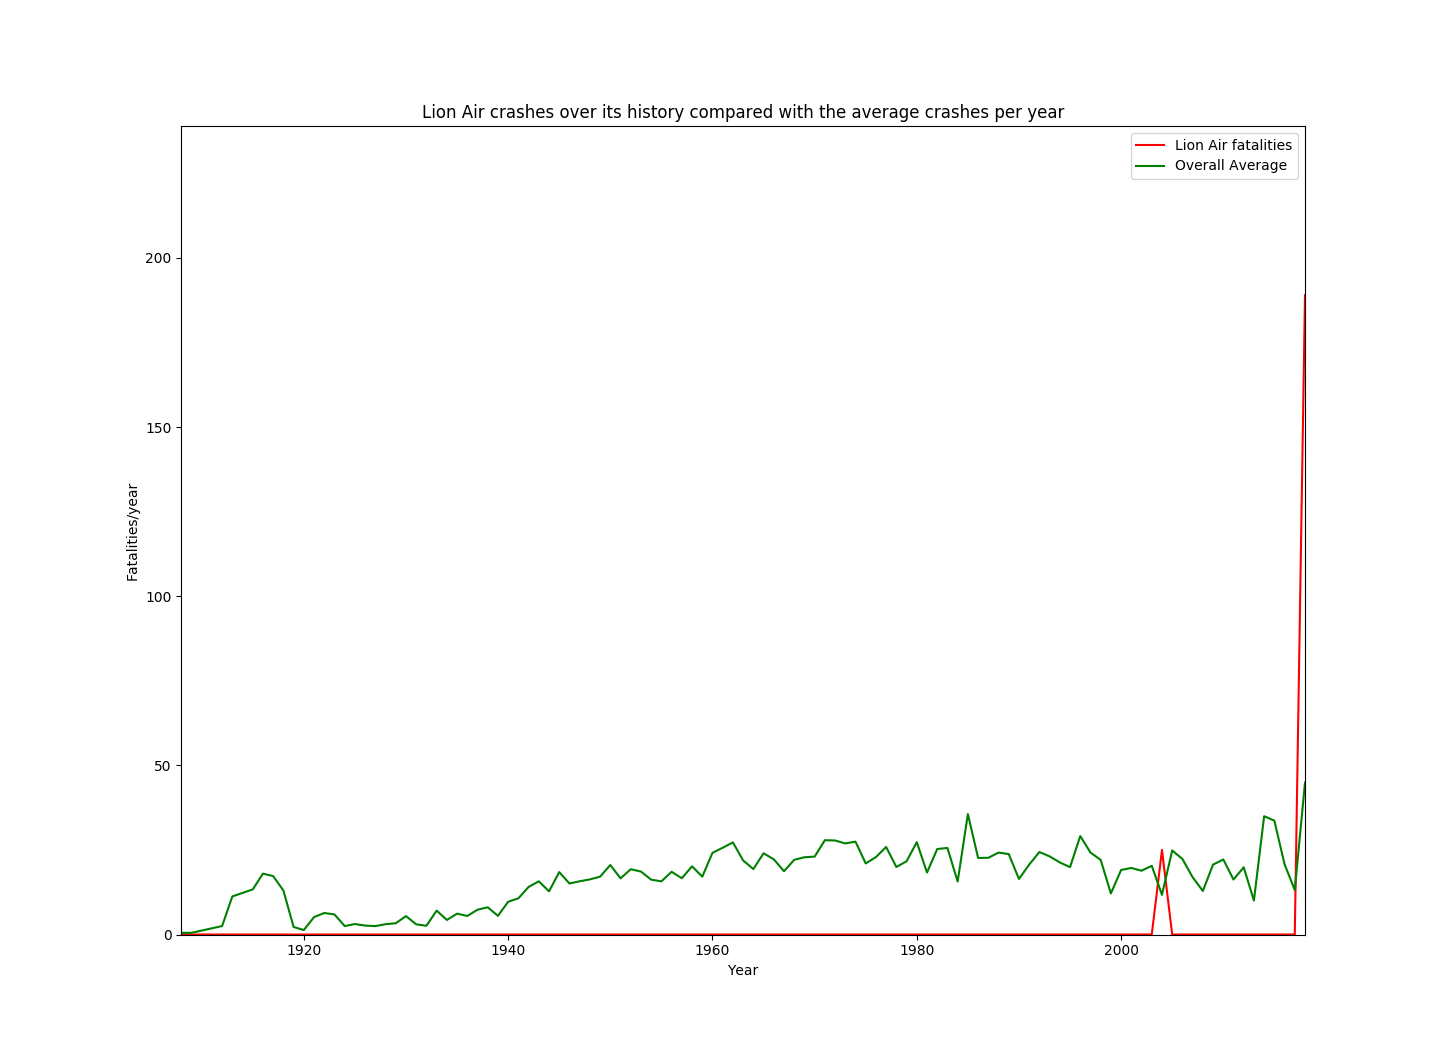 Lion Air crashes over its history compared with the average crashes per year
Lion Air fatalities
Overall Average
200
150
100
50
0
Fatalities/year
1920 1940 1960 1980 2000
Year